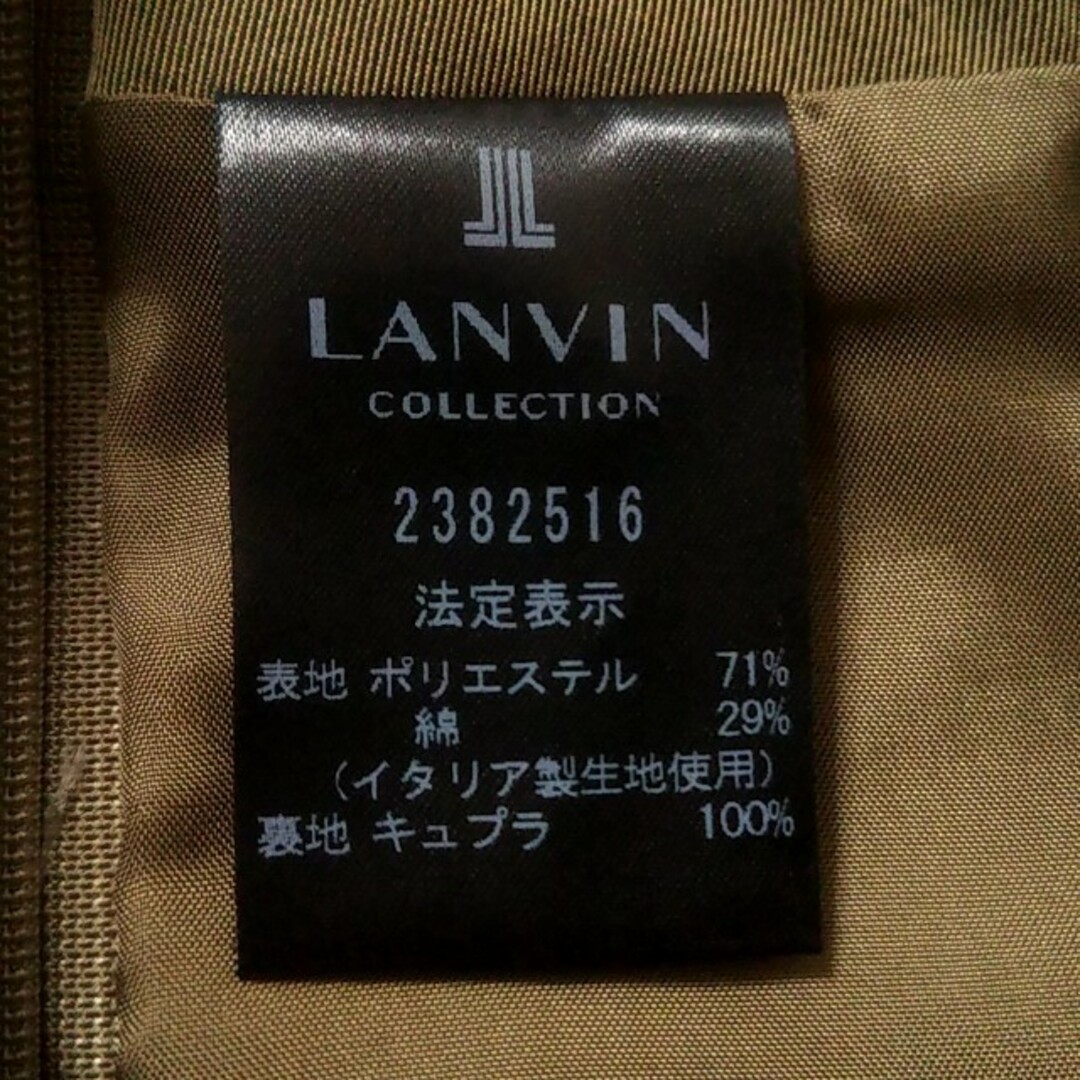 LANVIN
COLLECTION
2382516
法定表示
表地 ポリエステル 71%
綿 29%
(イタリア製生地使用)
裏地 キュプラ 100%